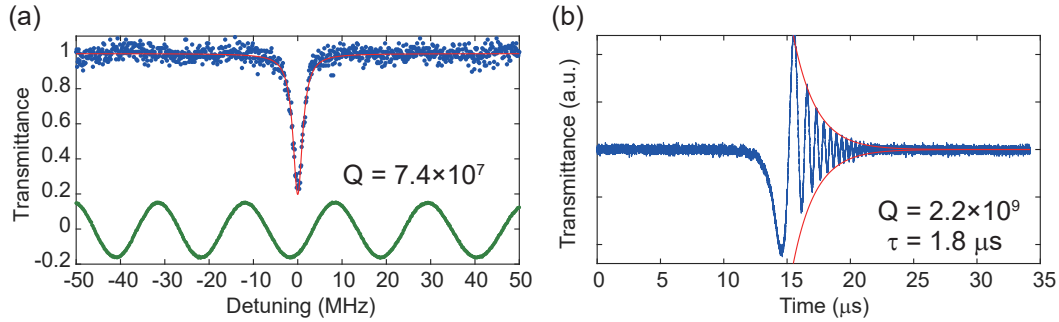 (a)
Transmittance
1
0.8
0.6
0.4
0.2
0
-0.2
Q = 7.4×10⁷
-50 -40 -30 -20 -10 0 10 20 30 40 50
Detuning (MHz)
(b)
Transmittance (a.u.)
Q = 2.2×10⁹
τ = 1.8 μs
0 5 10 15 20 25 30 35
Time (μs)